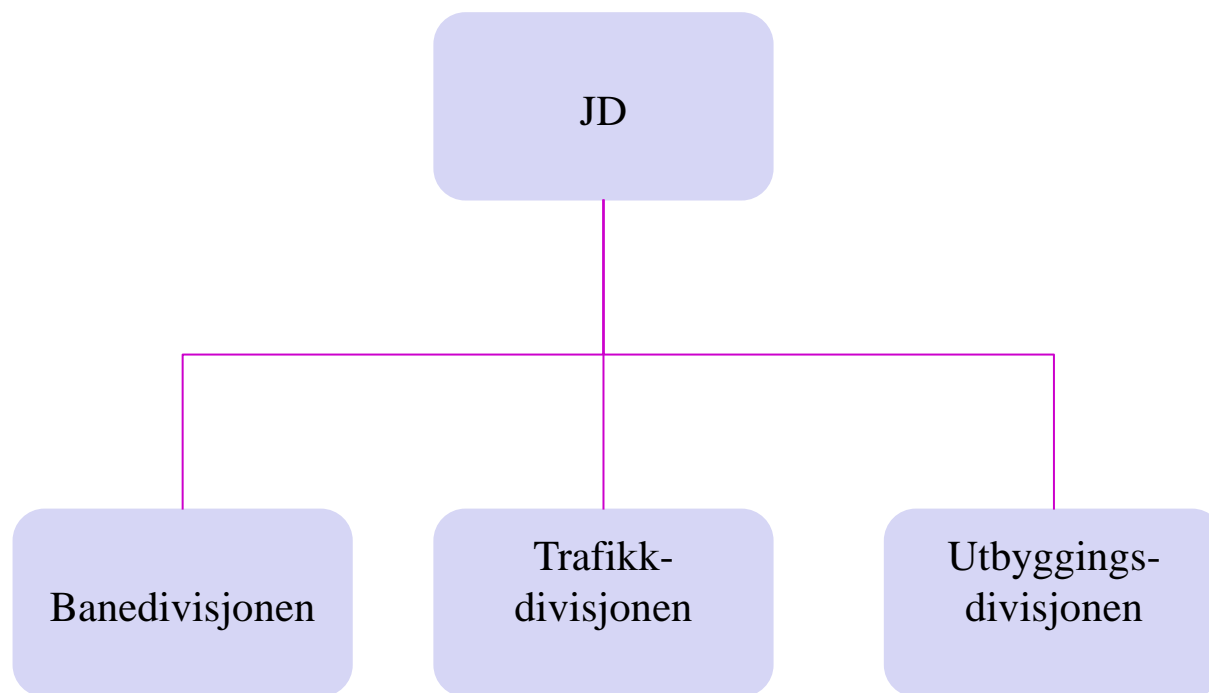 JD
Banedivisjonen
Trafikk-
divisjonen
Utbyggings-
divisjonen